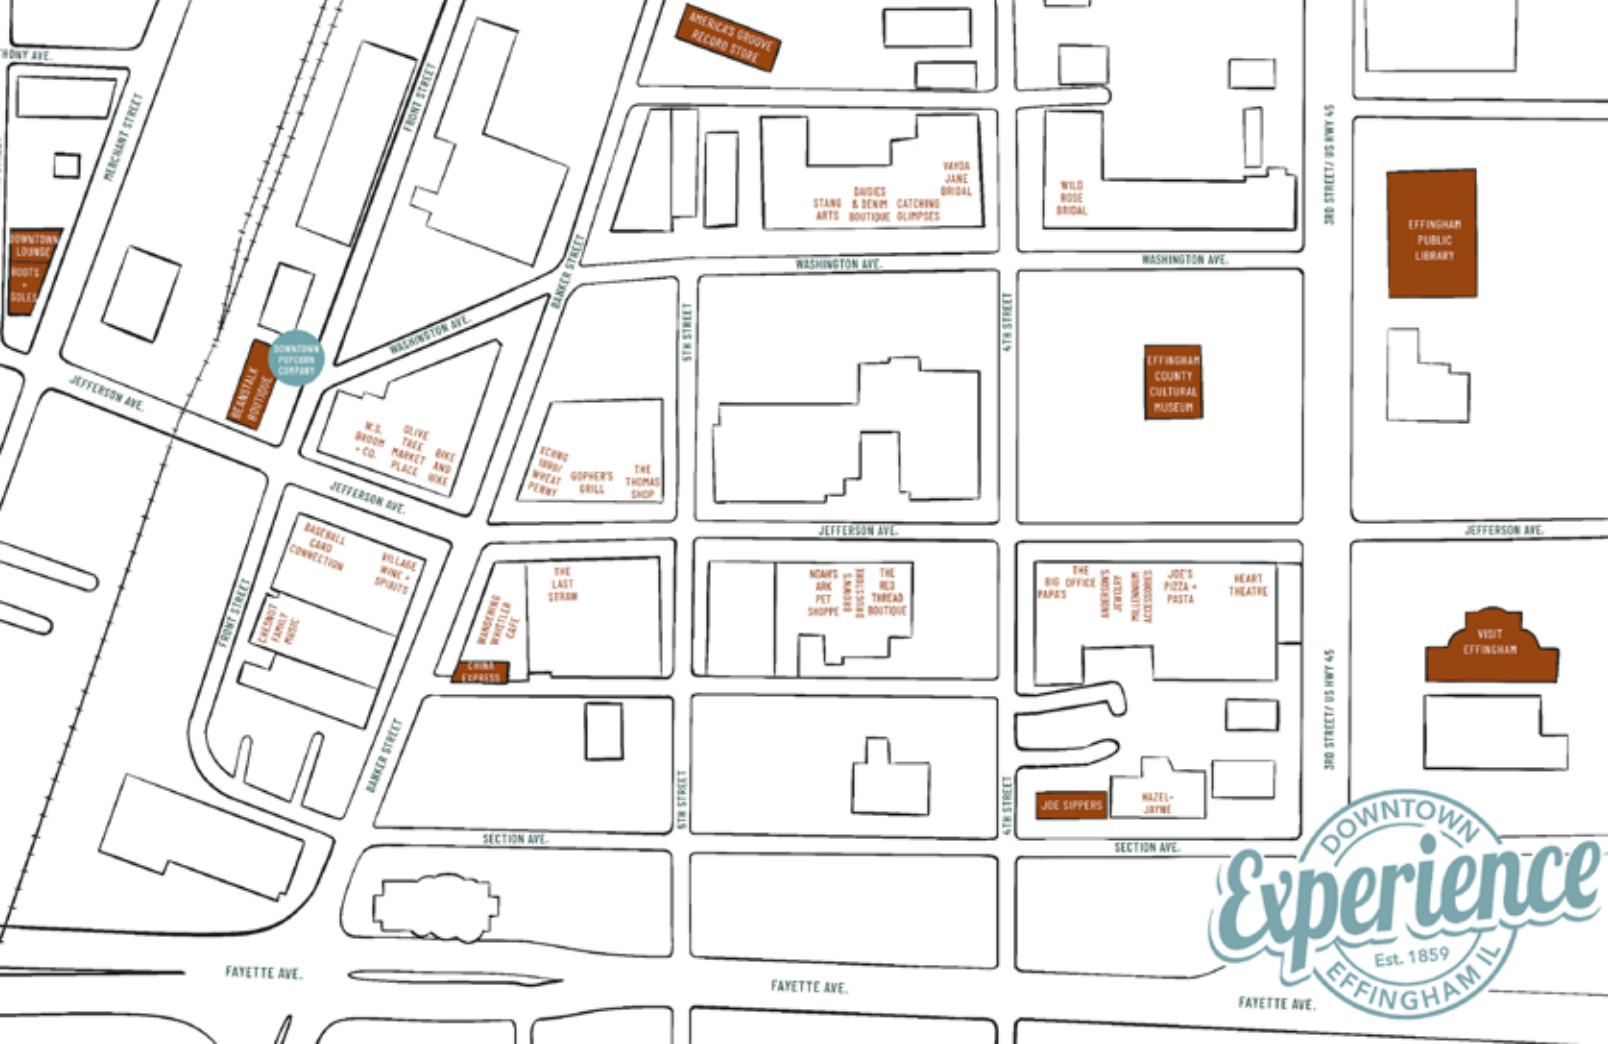 AMERICA'S GROOVE
RECORD STORE
THONY AVE.
MERCHANT STREET
FRONT STREET
3RD STREET/ US HWY 45
VANDA
JANE
BRIDAL
STANG
ARTS
DAISIES
& DENIM
BOUTIQUE
CATCHING
GLIMPSES
WILD
ROSE
BRIDAL
EFFINGHAM
PUBLIC
LIBRARY
DOWNTOWN
LOUNGE
ROOTS
+
SOLES
BANKER STREET
WASHINGTON AVE.
WASHINGTON AVE.
WASHINGTON AVE.
5TH STREET
4TH STREET
DOWNTOWN
POPCORN
COMPANY
BEANSTALK
BOUTIQUE
JEFFERSON AVE.
EFFINGHAM
COUNTY
CULTURAL
MUSEUM
W.S.
BROOM
+ CO.
OLIVE
TREE
MARKET
PLACE
BIKE
AND
HIKE
XCHNG
1890/
WHEAT
PENNY
GOPHER'S
GRILL
THE
THOMAS
SHOP
JEFFERSON AVE.
JEFFERSON AVE.
JEFFERSON AVE.
BASEBALL
CARD
CONNECTION
VILLAGE
WINE +
SPIRITS
FRONT STREET
CHESNUT
FAMILY
MUSIC
THE
LAST
STRAW
WANDERING
WHISTLER
CAFE
CHINA
EXPRESS
NOAH'S
ARK
PET
SHOPPE
BROWN'S
DRUGSTORE
THE
RED
THREAD
BOUTIQUE
BIG
PAPA'S
THE
OFFICE
ANDERSON'S
JEWELRY
MILLENNIUM
ACCESSORIES
JOE'S
PIZZA +
PASTA
HEART
THEATRE
VISIT
EFFINGHAM
3RD STREET/ US HWY 45
BANKER STREET
5TH STREET
4TH STREET
JOE SIPPERS
HAZEL-
JAYNE
SECTION AVE.
SECTION AVE.
DOWNTOWN
Experience
Est. 1859
EFFINGHAM IL
FAYETTE AVE.
FAYETTE AVE.
FAYETTE AVE.